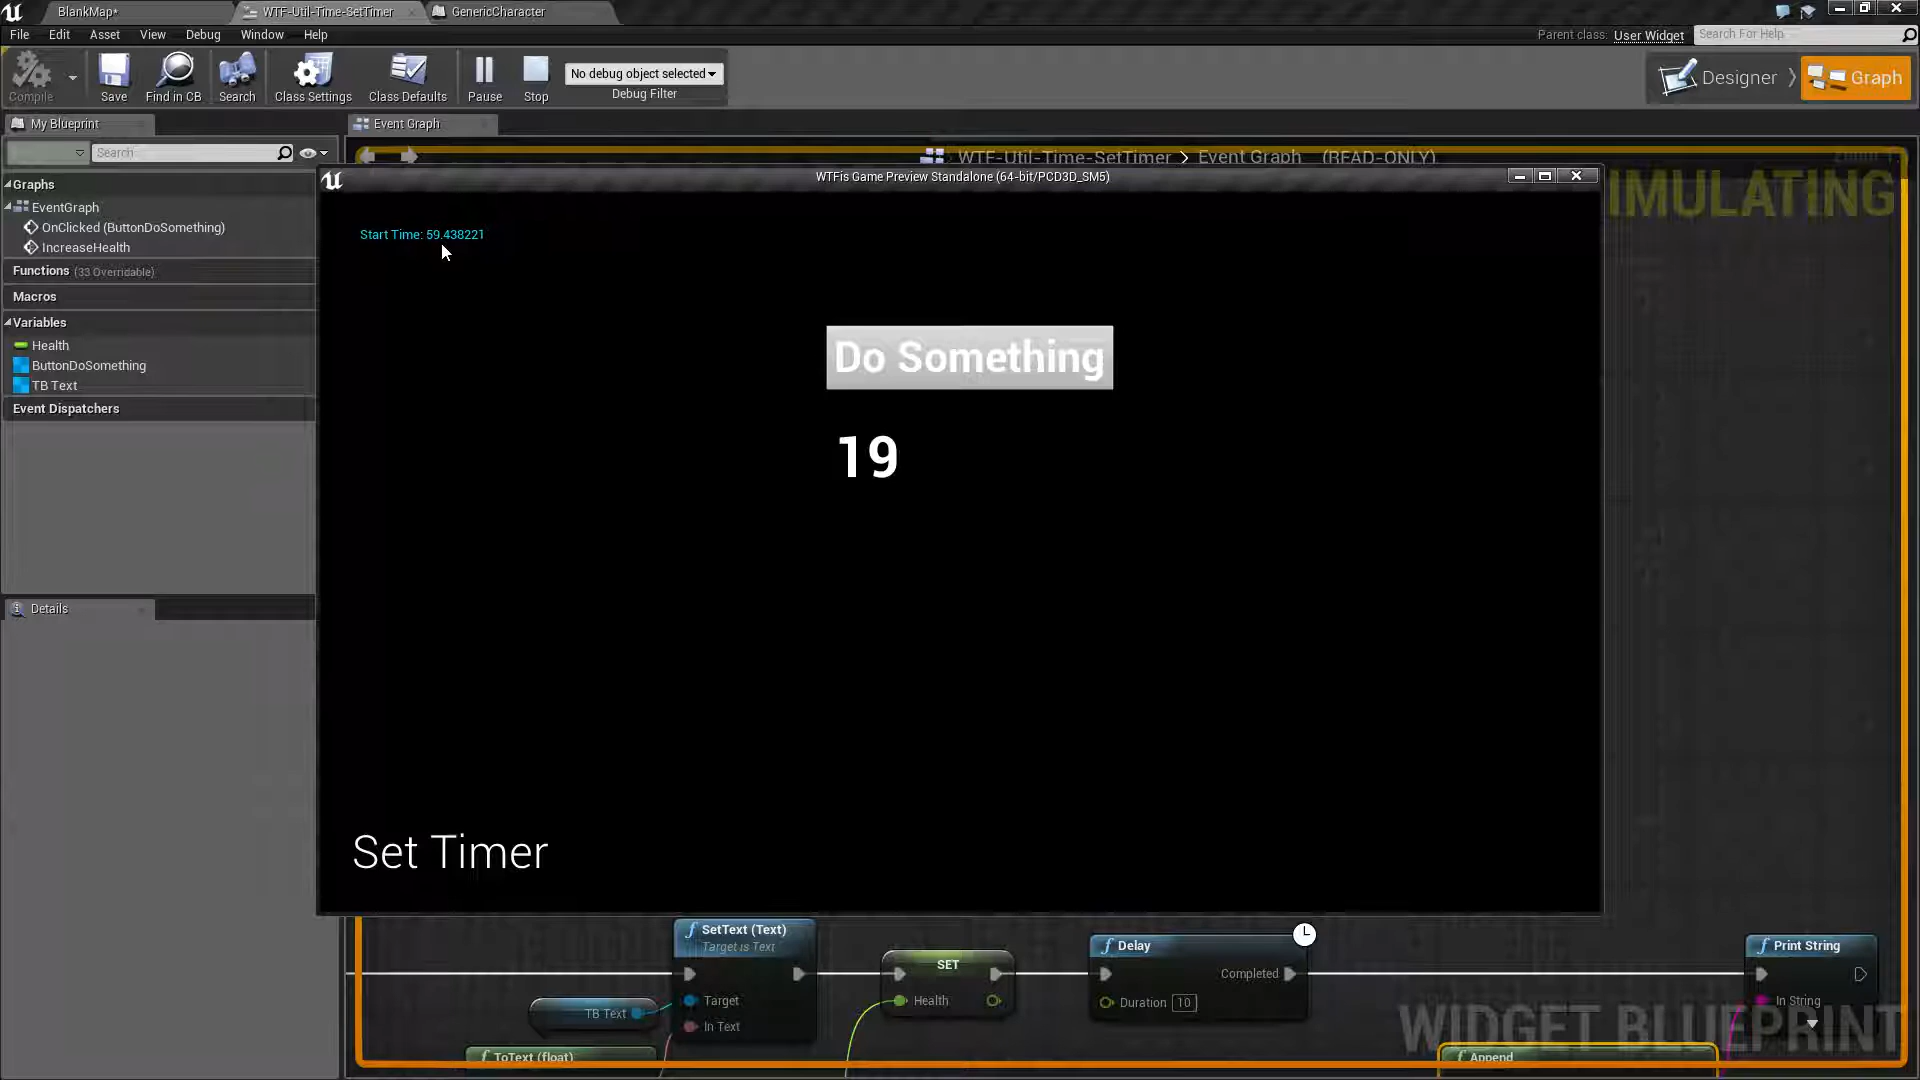 BlankMap*
WTF-Util-Time-SetTimer
GenericCharacter
File Edit Asset View Debug Window Help
Parent class: User Widget
Search For Help
Compile
Save
Find in CB
Search
Class Settings
Class Defaults
Pause
Stop
No debug object selected
Debug Filter
Designer
Graph
My Blueprint
Event Graph
Search
WTF-Util-Time-SetTimer > Event Graph (READ-ONLY)
WTFis Game Preview Standalone (64-bit/PCD3D_SM5)
IMULATING
Graphs
EventGraph
OnClicked (ButtonDoSomething)
IncreaseHealth
Functions (33 Overridable)
Macros
Variables
Health
ButtonDoSomething
TB Text
Event Dispatchers
Details
Start Time: 59.438221
Do Something
19
Set Timer
SetText (Text)
Target is Text
Target
In Text
TB Text
ToText (float)
SET
Health
Delay
Completed
Duration 10
Print String
In String
Append
WIDGET BLUEPRINT